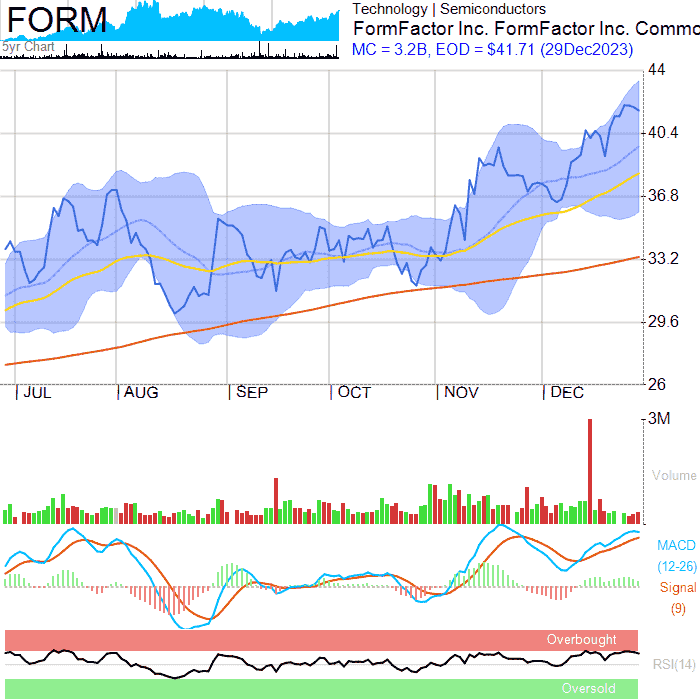 FORM
5yr Chart
Technology | Semiconductors
FormFactor Inc. FormFactor Inc. Commo
MC = 3.2B, EOD = $41.71 (29Dec2023)
44
40.4
36.8
33.2
29.6
26
JUL AUG SEP OCT NOV DEC
3M
Volume
MACD
(12-26)
Signal
(9)
Overbought
RSI(14)
Oversold